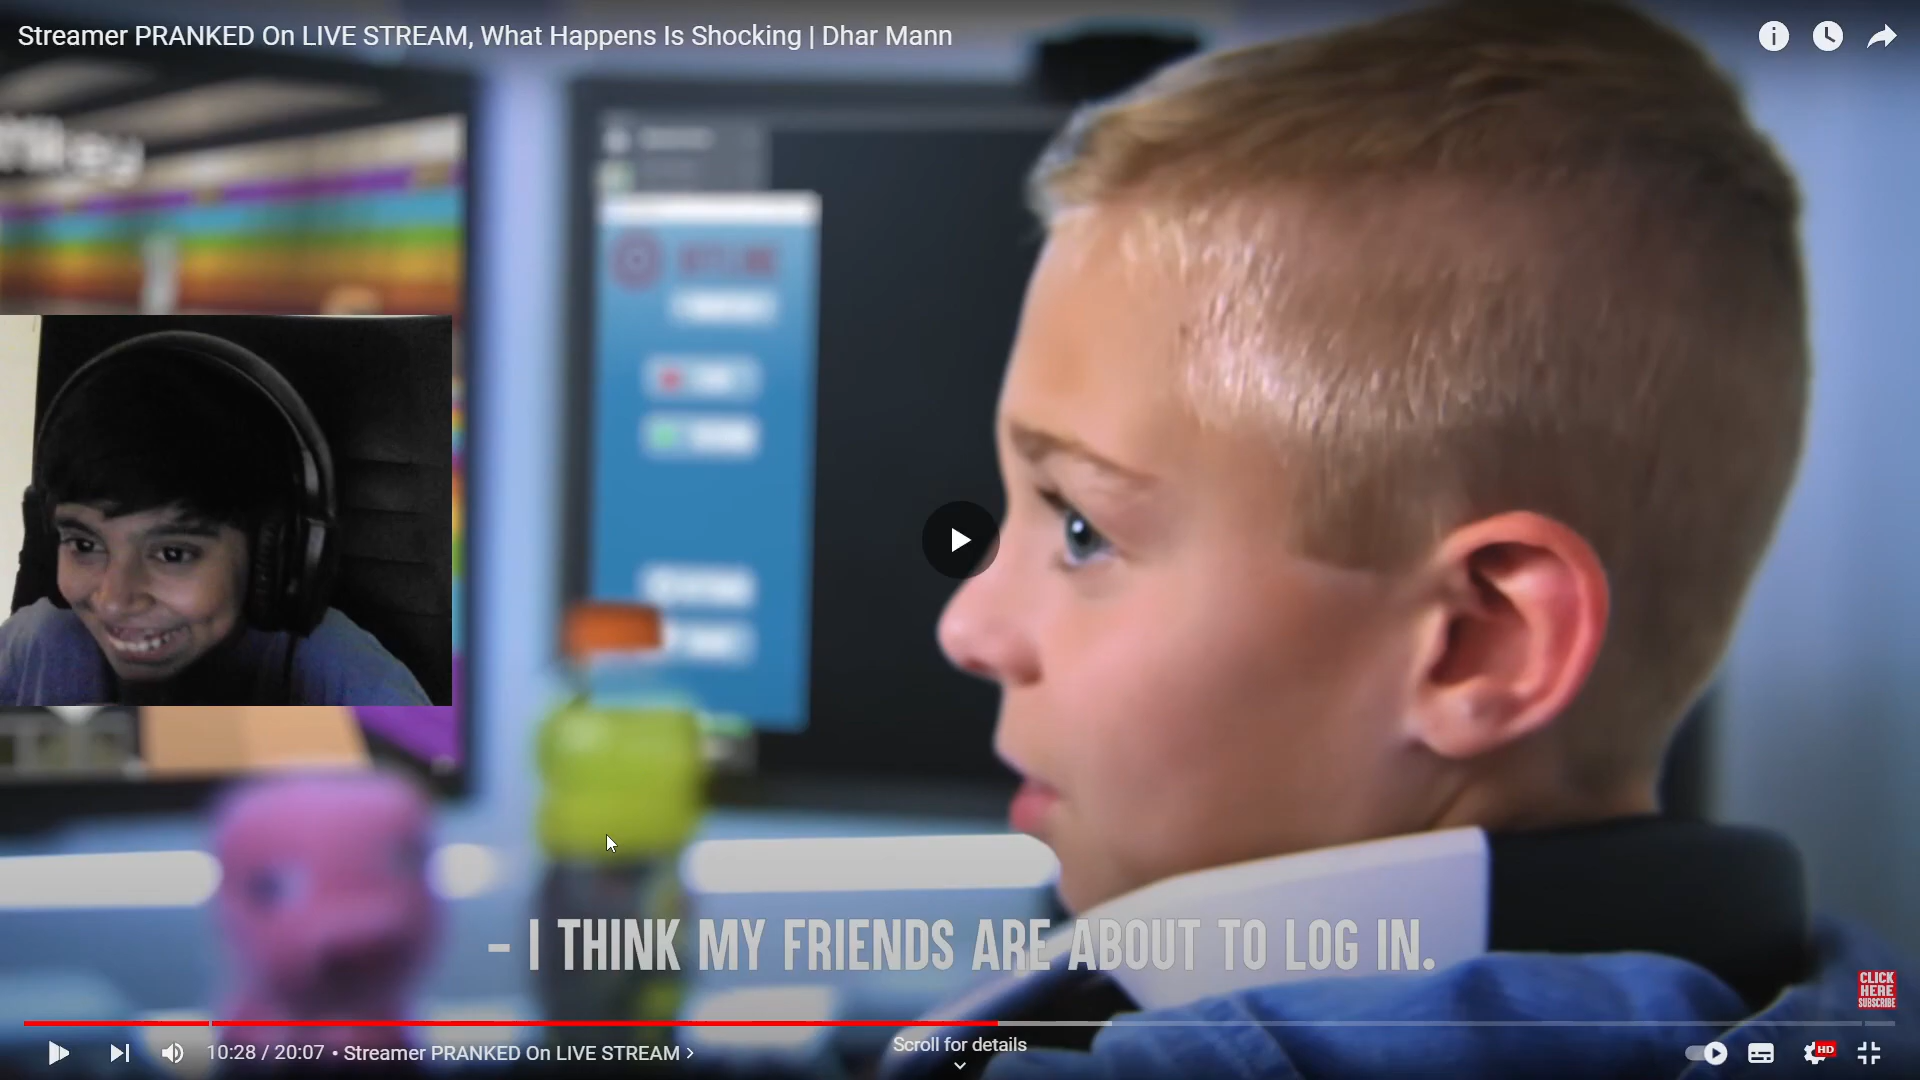 Streamer PRANKED On LIVE STREAM, What Happens Is Shocking | Dhar Mann
- I THINK MY FRIENDS ARE ABOUT TO LOG IN.
CLICK
HERE
SUBSCRIBE
10:28 / 20:07 • Streamer PRANKED On LIVE STREAM
Scroll for details
HD